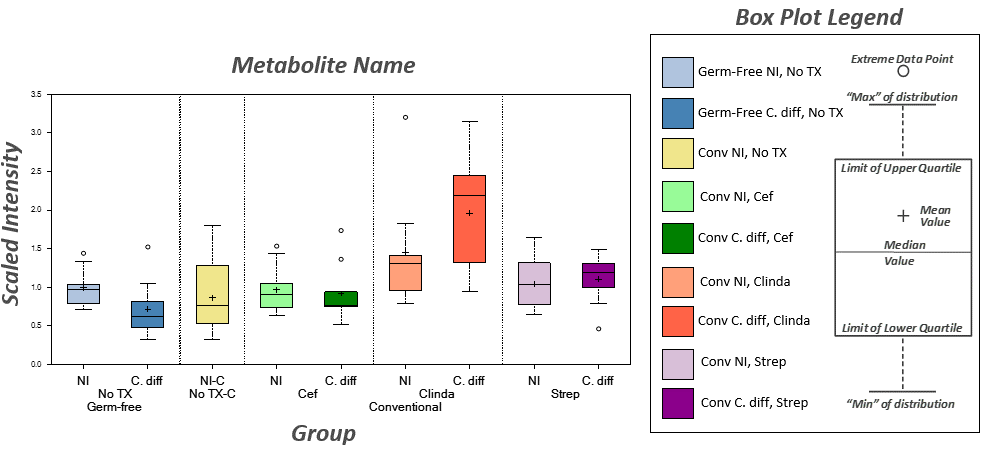 Box Plot Legend
Metabolite Name
Scaled Intensity
3.5
3.0
2.5
2.0
1.5
1.0
0.5
0.0
NI C. diff NI-C NI C. diff NI C. diff NI C. diff
No TX No TX-C Cef Clinda Strep
Germ-free Conventional
Group
Germ-Free NI, No TX
Germ-Free C. diff, No TX
Conv NI, No TX
Conv NI, Cef
Conv C. diff, Cef
Conv NI, Clinda
Conv C. diff, Clinda
Conv NI, Strep
Conv C. diff, Strep
Extreme Data Point
“Max” of distribution
Limit of Upper Quartile
Mean
Value
Median
Value
Limit of Lower Quartile
“Min” of distribution